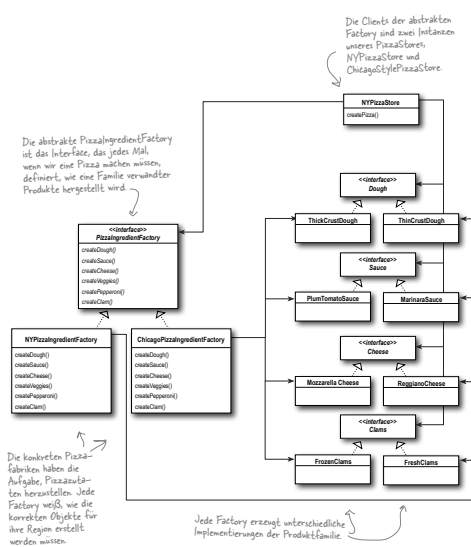 Die Clients der abstrakten
Factory sind zwei Instanzen
unseres PizzaStores,
NYPizzaStore und
ChicagoStylePizzaStore.
NYPizzaStore
createPizza()
Die abstrakte PizzaIngredientFactory
ist das Interface, das jedes Mal,
wenn wir eine Pizza machen müssen,
definiert, wie eine Familie verwandter
Produkte hergestellt wird.
<<interface>>
PizzaIngredientFactory
createDough()
createSauce()
createCheese()
createVeggies()
createPepperoni()
createClam()
NYPizzaIngredientFactory
createDough()
createSauce()
createCheese()
createVeggies()
createPepperoni()
createClam()
ChicagoPizzaIngredientFactory
createDough()
createSauce()
createCheese()
createVeggies()
createPepperoni()
createClam()
<<interface>>
Dough
ThickCrustDough
ThinCrustDough
<<interface>>
Sauce
PlumTomatoSauce
MarinaraSauce
<<interface>>
Cheese
Mozzarella Cheese
ReggianoCheese
<<interface>>
Clams
FrozenClams
FreshClams
Die konkreten Pizza-
fabriken haben die
Aufgabe, Pizzazuta-
ten herzustellen. Jede
Factory weiß, wie die
korrekten Objekte für
ihre Region erstellt
werden müssen.
Jede Factory erzeugt unterschiedliche
Implementierungen der Produktfamilie.